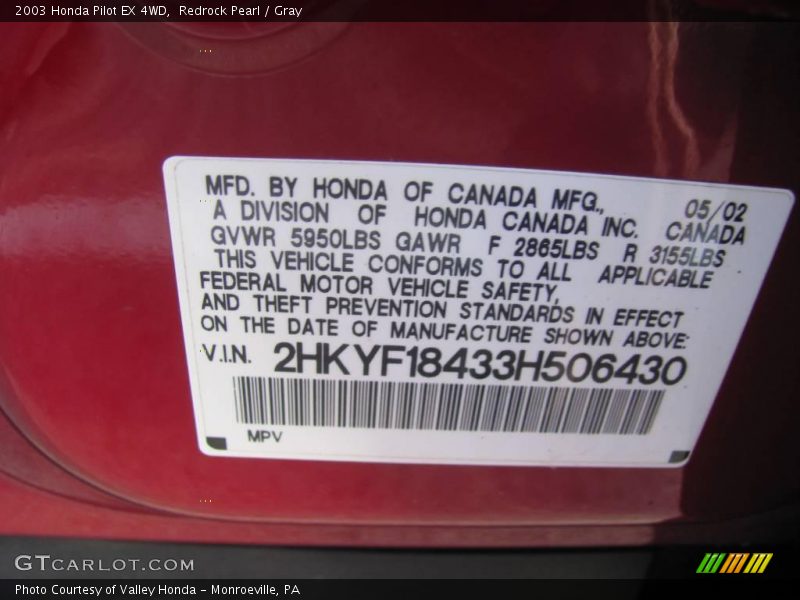 2003 Honda Pilot EX 4WD, Redrock Pearl / Gray
MFD. BY HONDA OF CANADA MFG., 05/02
A DIVISION OF HONDA CANADA INC. CANADA
GVWR 5950LBS GAWR F 2865LBS R 3155LBS
THIS VEHICLE CONFORMS TO ALL APPLICABLE
FEDERAL MOTOR VEHICLE SAFETY,
AND THEFT PREVENTION STANDARDS IN EFFECT
ON THE DATE OF MANUFACTURE SHOWN ABOVE:
V.I.N. 2HKYF18433H506430
MPV
GTCARLOT.COM
Photo Courtesy of Valley Honda – Monroeville, PA